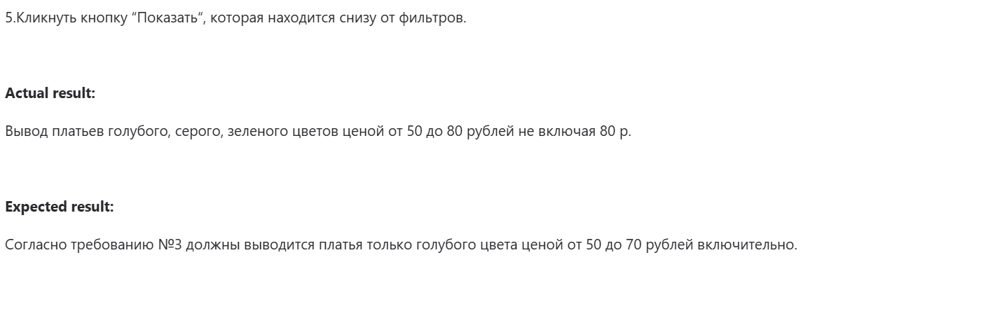 5.Кликнуть кнопку “Показать“, которая находится снизу от фильтров.
Actual result:
Вывод платьев голубого, серого, зеленого цветов ценой от 50 до 80 рублей не включая 80 р.
Expected result:
Согласно требованию №3 должны выводится платья только голубого цвета ценой от 50 до 70 рублей включительно.